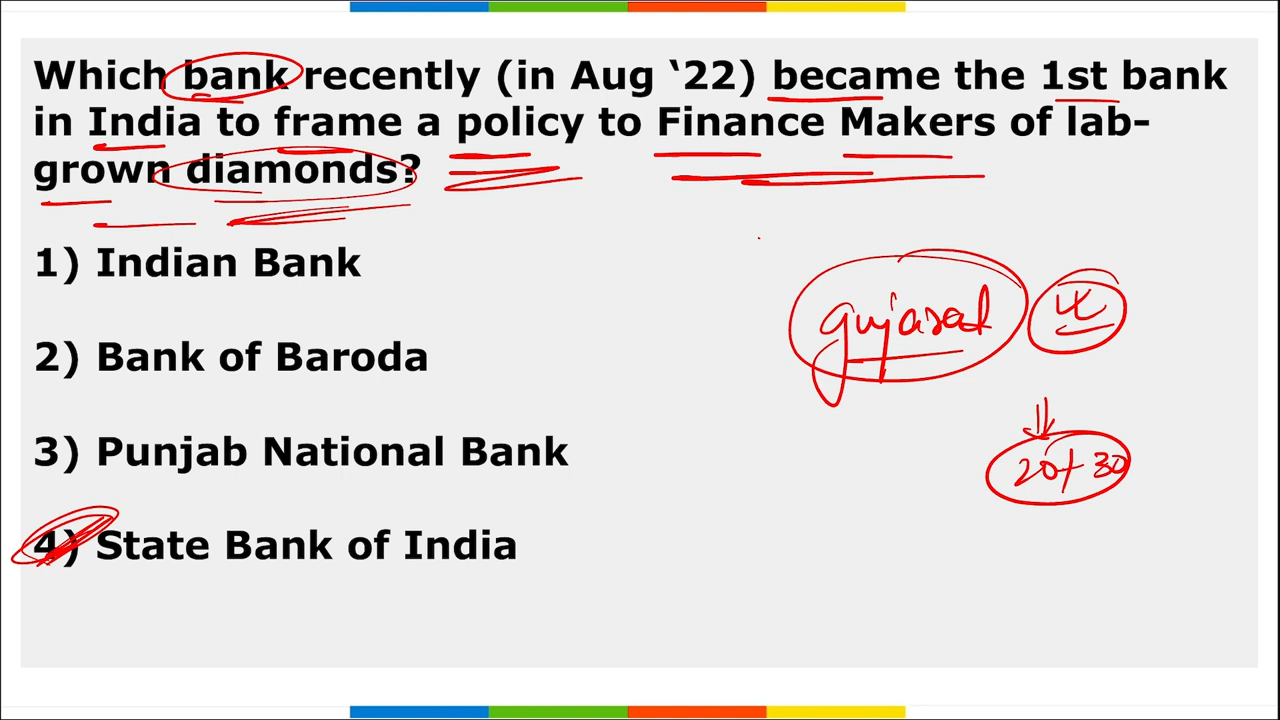 Which bank recently (in Aug ‘22) became the 1st bank
in India to frame a policy to Finance Makers of lab-
grown diamonds?
1) Indian Bank
gujarat
2) Bank of Baroda
3) Punjab National Bank
20+30
4) State Bank of India